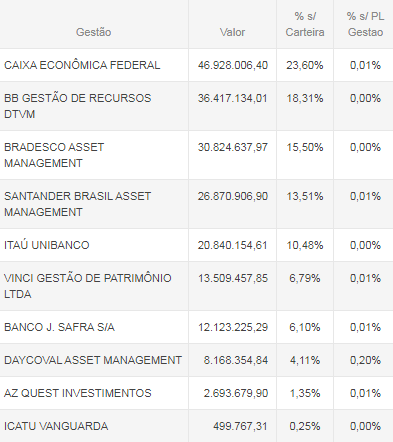 Gestão Valor % s/ Carteira % s/ PL Gestao
CAIXA ECONÔMICA FEDERAL 46.928.006,40 23,60% 0,01%
BB GESTÃO DE RECURSOS DTVM 36.417.134,01 18,31% 0,00%
BRADESCO ASSET MANAGEMENT 30.824.637,97 15,50% 0,00%
SANTANDER BRASIL ASSET MANAGEMENT 26.870.906,90 13,51% 0,01%
ITAÚ UNIBANCO 20.840.154,61 10,48% 0,00%
VINCI GESTÃO DE PATRIMÔNIO LTDA 13.509.457,85 6,79% 0,01%
BANCO J. SAFRA S/A 12.123.225,29 6,10% 0,01%
DAYCOVAL ASSET MANAGEMENT 8.168.354,84 4,11% 0,20%
AZ QUEST INVESTIMENTOS 2.693.679,90 1,35% 0,01%
ICATU VANGUARDA 499.767,31 0,25% 0,00%